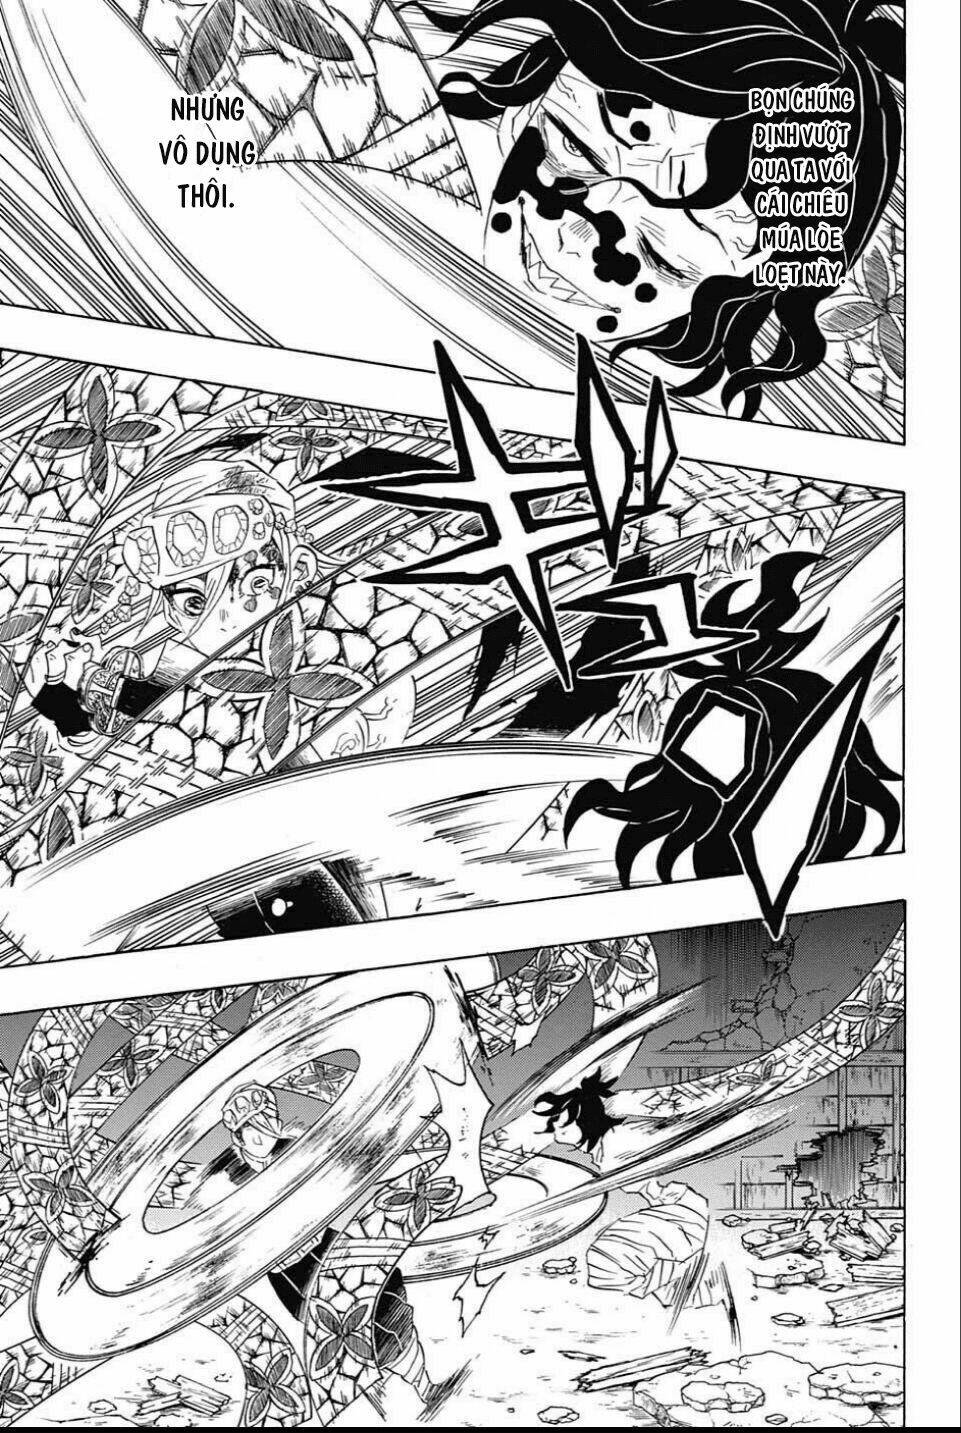 BỌN CHÚNG
ĐỊNH VƯỢT
QUA TA VỚI
CÁI CHIÊU
MÚA LÒE
LOẸT NÀY.
NHƯNG
VÔ DỤNG
THÔI.